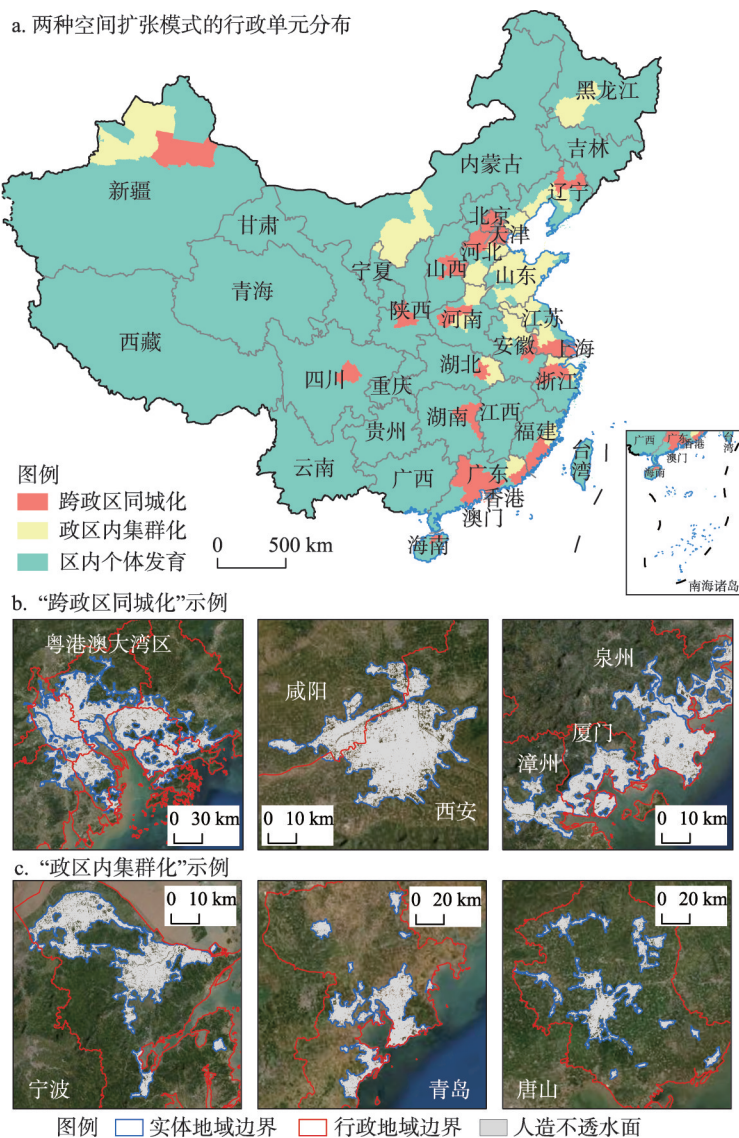 a. 两种空间扩张模式的行政单元分布
黑龙江
吉林
内蒙古
辽宁
新疆
北京
天津
甘肃
河北
宁夏
山西
山东
青海
陕西
河南
江苏
西藏
安徽
上海
湖北
四川
重庆
浙江
湖南
江西
贵州
福建
云南
广西
广东
台湾
香港
澳门
海南
图例
跨政区同城化
政区内集群化
区内个体发育
0 500 km
广西
广东
香港
台湾
澳门
海南
南海诸岛
b. “跨政区同城化”示例
粤港澳大湾区
0 30 km
咸阳
西安
0 10 km
泉州
厦门
漳州
0 10 km
c. “政区内集群化”示例
0 10 km
宁波
0 20 km
青岛
0 20 km
唐山
图例 实体地域边界 行政地域边界 人造不透水面